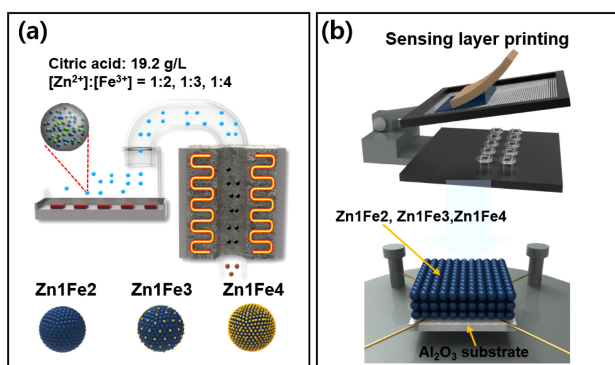 (a)
Citric acid: 19.2 g/L
[Zn²⁺]:[Fe³⁺] = 1:2, 1:3, 1:4
Zn1Fe2 Zn1Fe3 Zn1Fe4
(b)
Sensing layer printing
Zn1Fe2, Zn1Fe3,Zn1Fe4
Al₂O₃ substrate